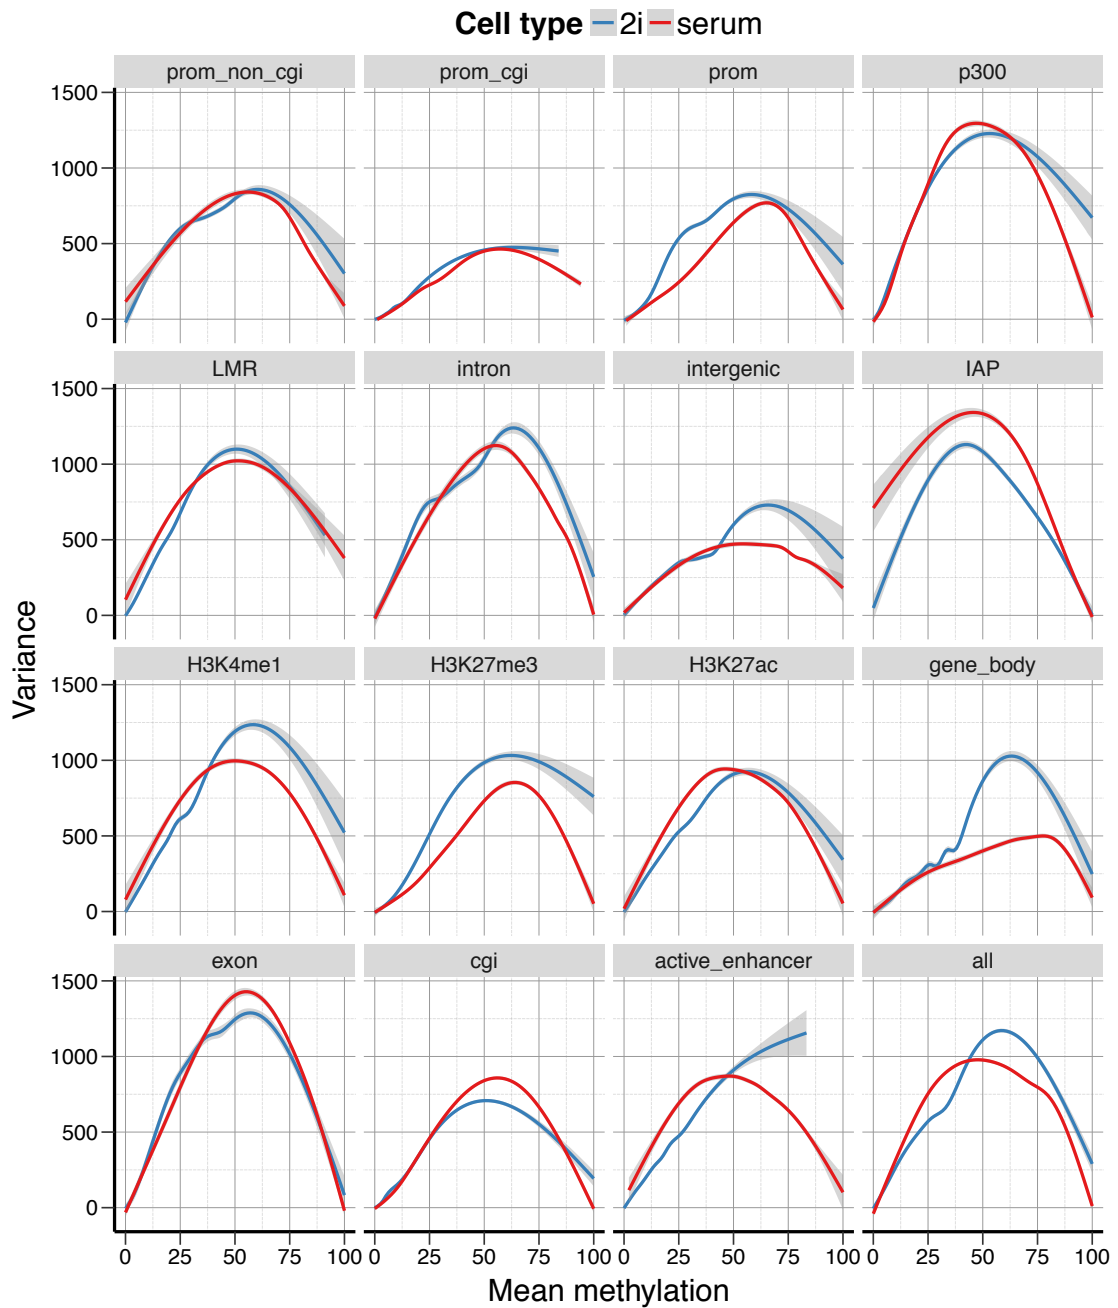 Cell type 2i serum
prom_non_cgi prom_cgi prom p300
1500
1000
500
0
LMR intron intergenic IAP
1500
1000
500
0
H3K4me1 H3K27me3 H3K27ac gene_body
1500
1000
500
0
exon cgi active_enhancer all
1500
1000
500
0
0 25 50 75 100 0 25 50 75 100 0 25 50 75 100 0 25 50 75 100
Mean methylation
Variance